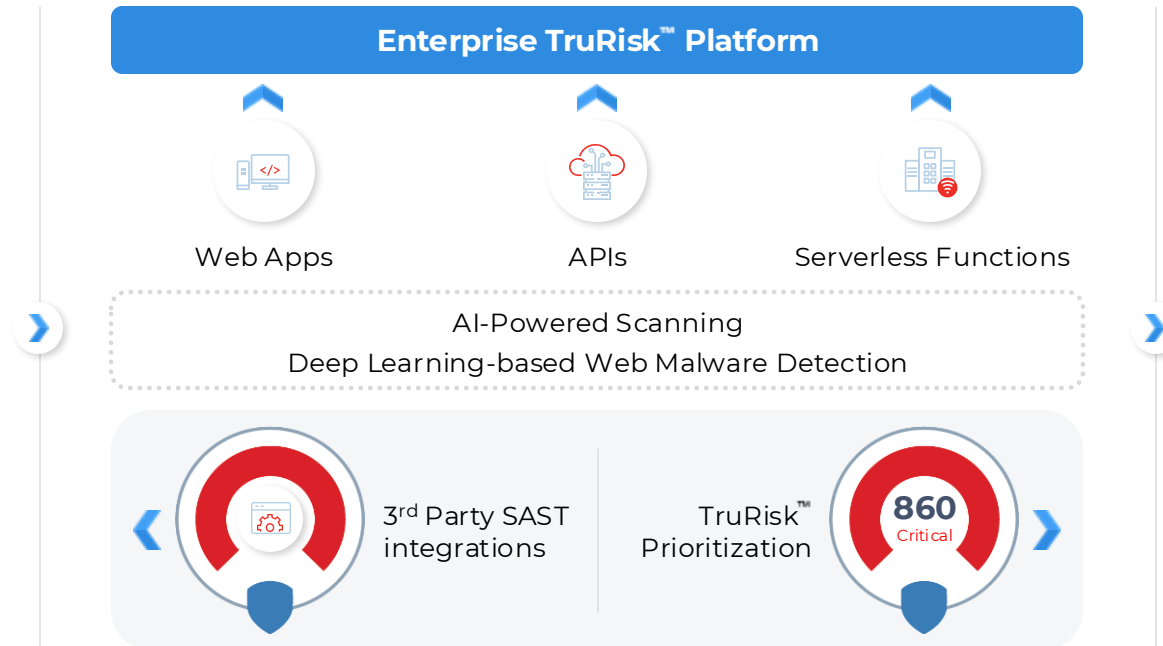 Enterprise TruRisk™ Platform
</>
Web Apps
APIs
Serverless Functions
AI-Powered Scanning
Deep Learning-based Web Malware Detection
3rd Party SAST
integrations
TruRisk™
Prioritization
860
Critical